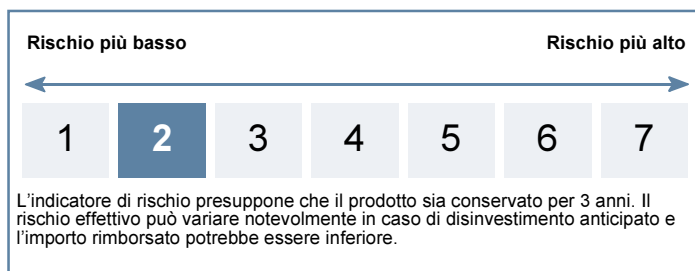 Rischio più basso Rischio più alto
1 2 3 4 5 6 7
L'indicatore di rischio presuppone che il prodotto sia conservato per 3 anni. Il
rischio effettivo può variare notevolmente in caso di disinvestimento anticipato e
l'importo rimborsato potrebbe essere inferiore.